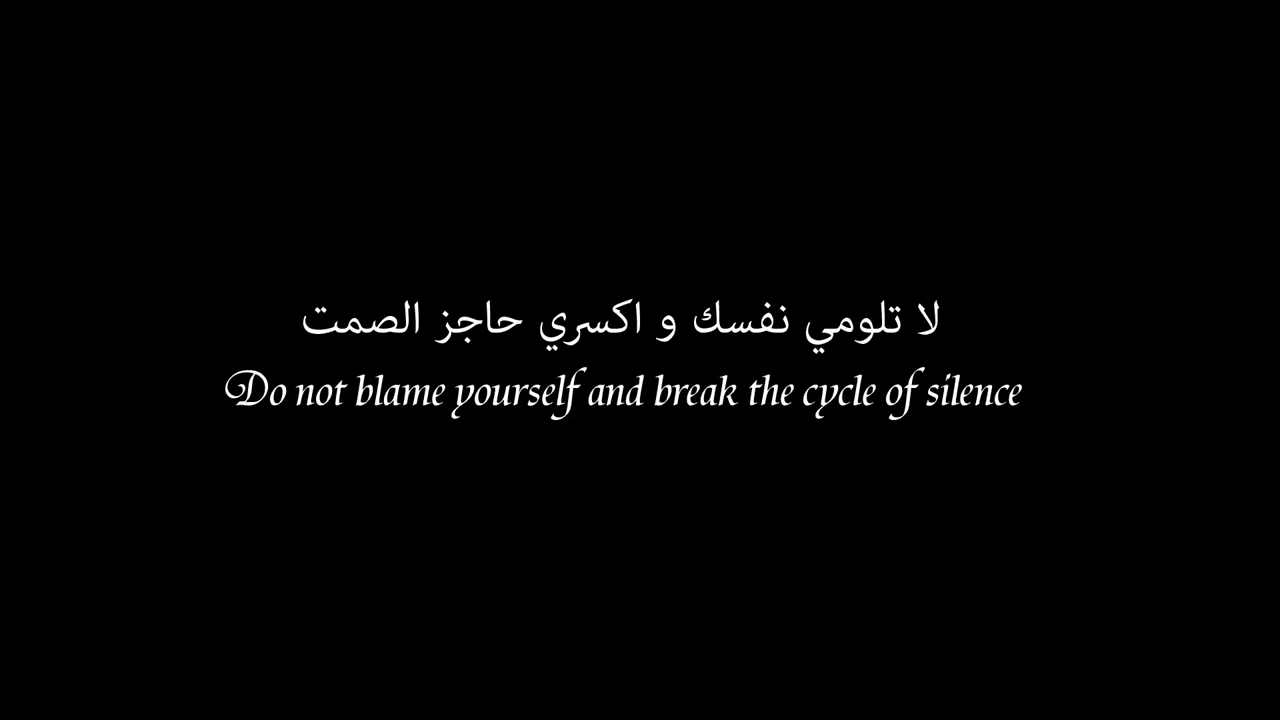 لا تلومي نفسك و اكسري حاجز الصمت
Do not blame yourself and break the cycle of silence